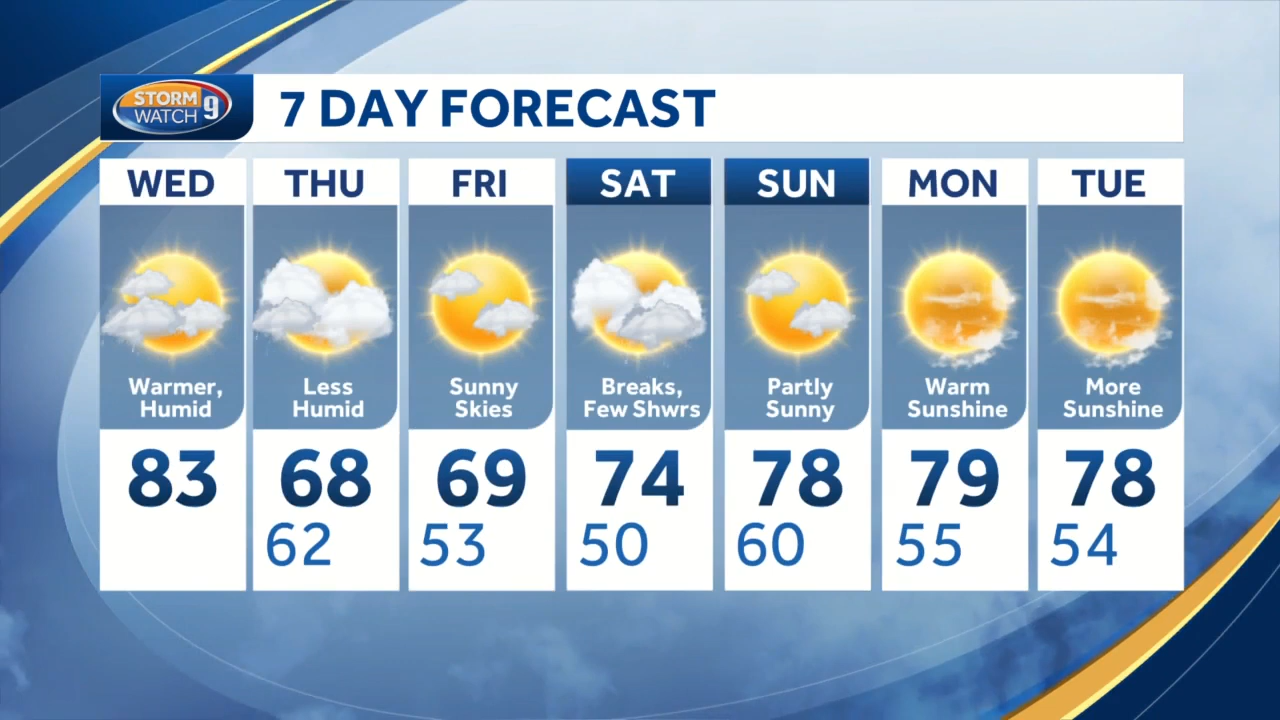 STORM
WATCH 9
7 DAY FORECAST
WED THU FRI SAT SUN MON TUE
Warmer, Less Sunny Breaks, Partly Warm More
Humid Humid Skies Few Shwrs Sunny Sunshine Sunshine
83 68 69 74 78 79 78
62 53 50 60 55 54